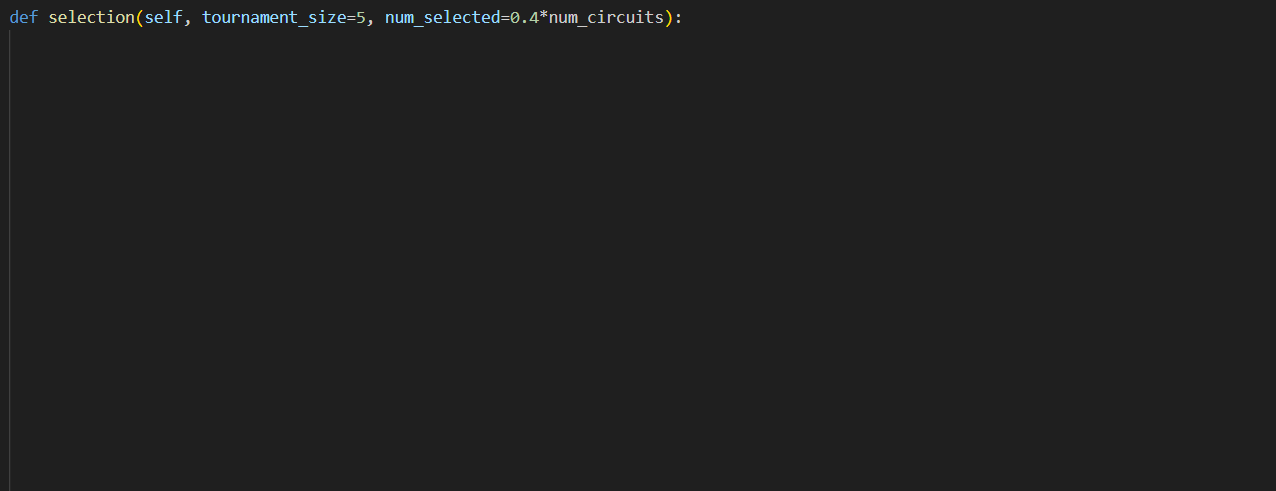 def selection(self, tournament_size=5, num_selected=0.4*num_circuits):